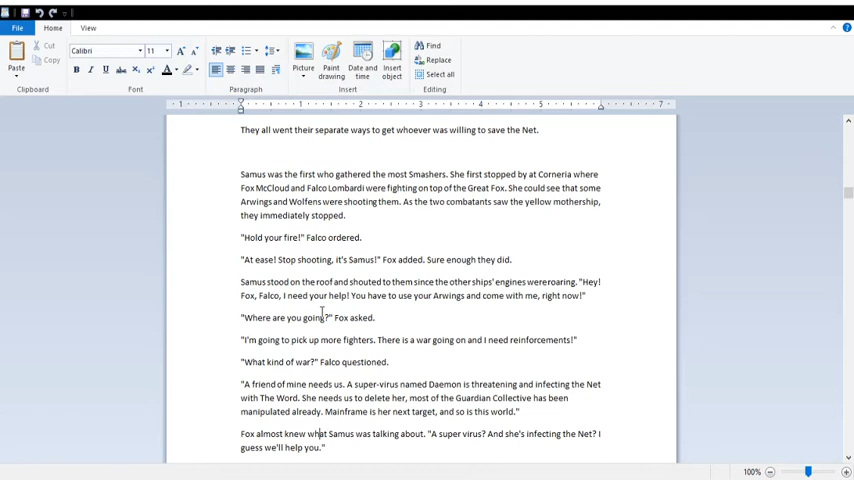 File Home View
Cut
Copy
Paste
Clipboard
Calibri 11 A A
B I U abc X X A
Font
Paragraph
Picture Paint drawing Date and time Insert object
Insert
Find
Replace
Select all
Editing
1 1 2 3 4 5 7
They all went their separate ways to get whoever was willing to save the Net.
Samus was the first who gathered the most Smashers. She first stopped by at Corneria where
Fox McCloud and Falco Lombardi were fighting on top of the Great Fox. She could see that some
Arwings and Wolfens were shooting them. As the two combatants saw the yellow mothership,
they immediately stopped.
"Hold your fire!" Falco ordered.
"At ease! Stop shooting, it's Samus!" Fox added. Sure enough they did.
Samus stood on the roof and shouted to them since the other ships' engines were roaring. "Hey!
Fox, Falco, I need your help! You have to use your Arwings and come with me, right now!"
"Where are you going?" Fox asked.
"I'm going to pick up more fighters. There is a war going on and I need reinforcements!"
"What kind of war?" Falco questioned.
"A friend of mine needs us. A super-virus named Daemon is threatening and infecting the Net
with The Word. She needs us to delete her, most of the Guardian Collective has been
manipulated already. Mainframe is her next target, and so is this world."
Fox almost knew what Samus was talking about. "A super virus? And she's infecting the Net? I
guess we'll help you."
100%